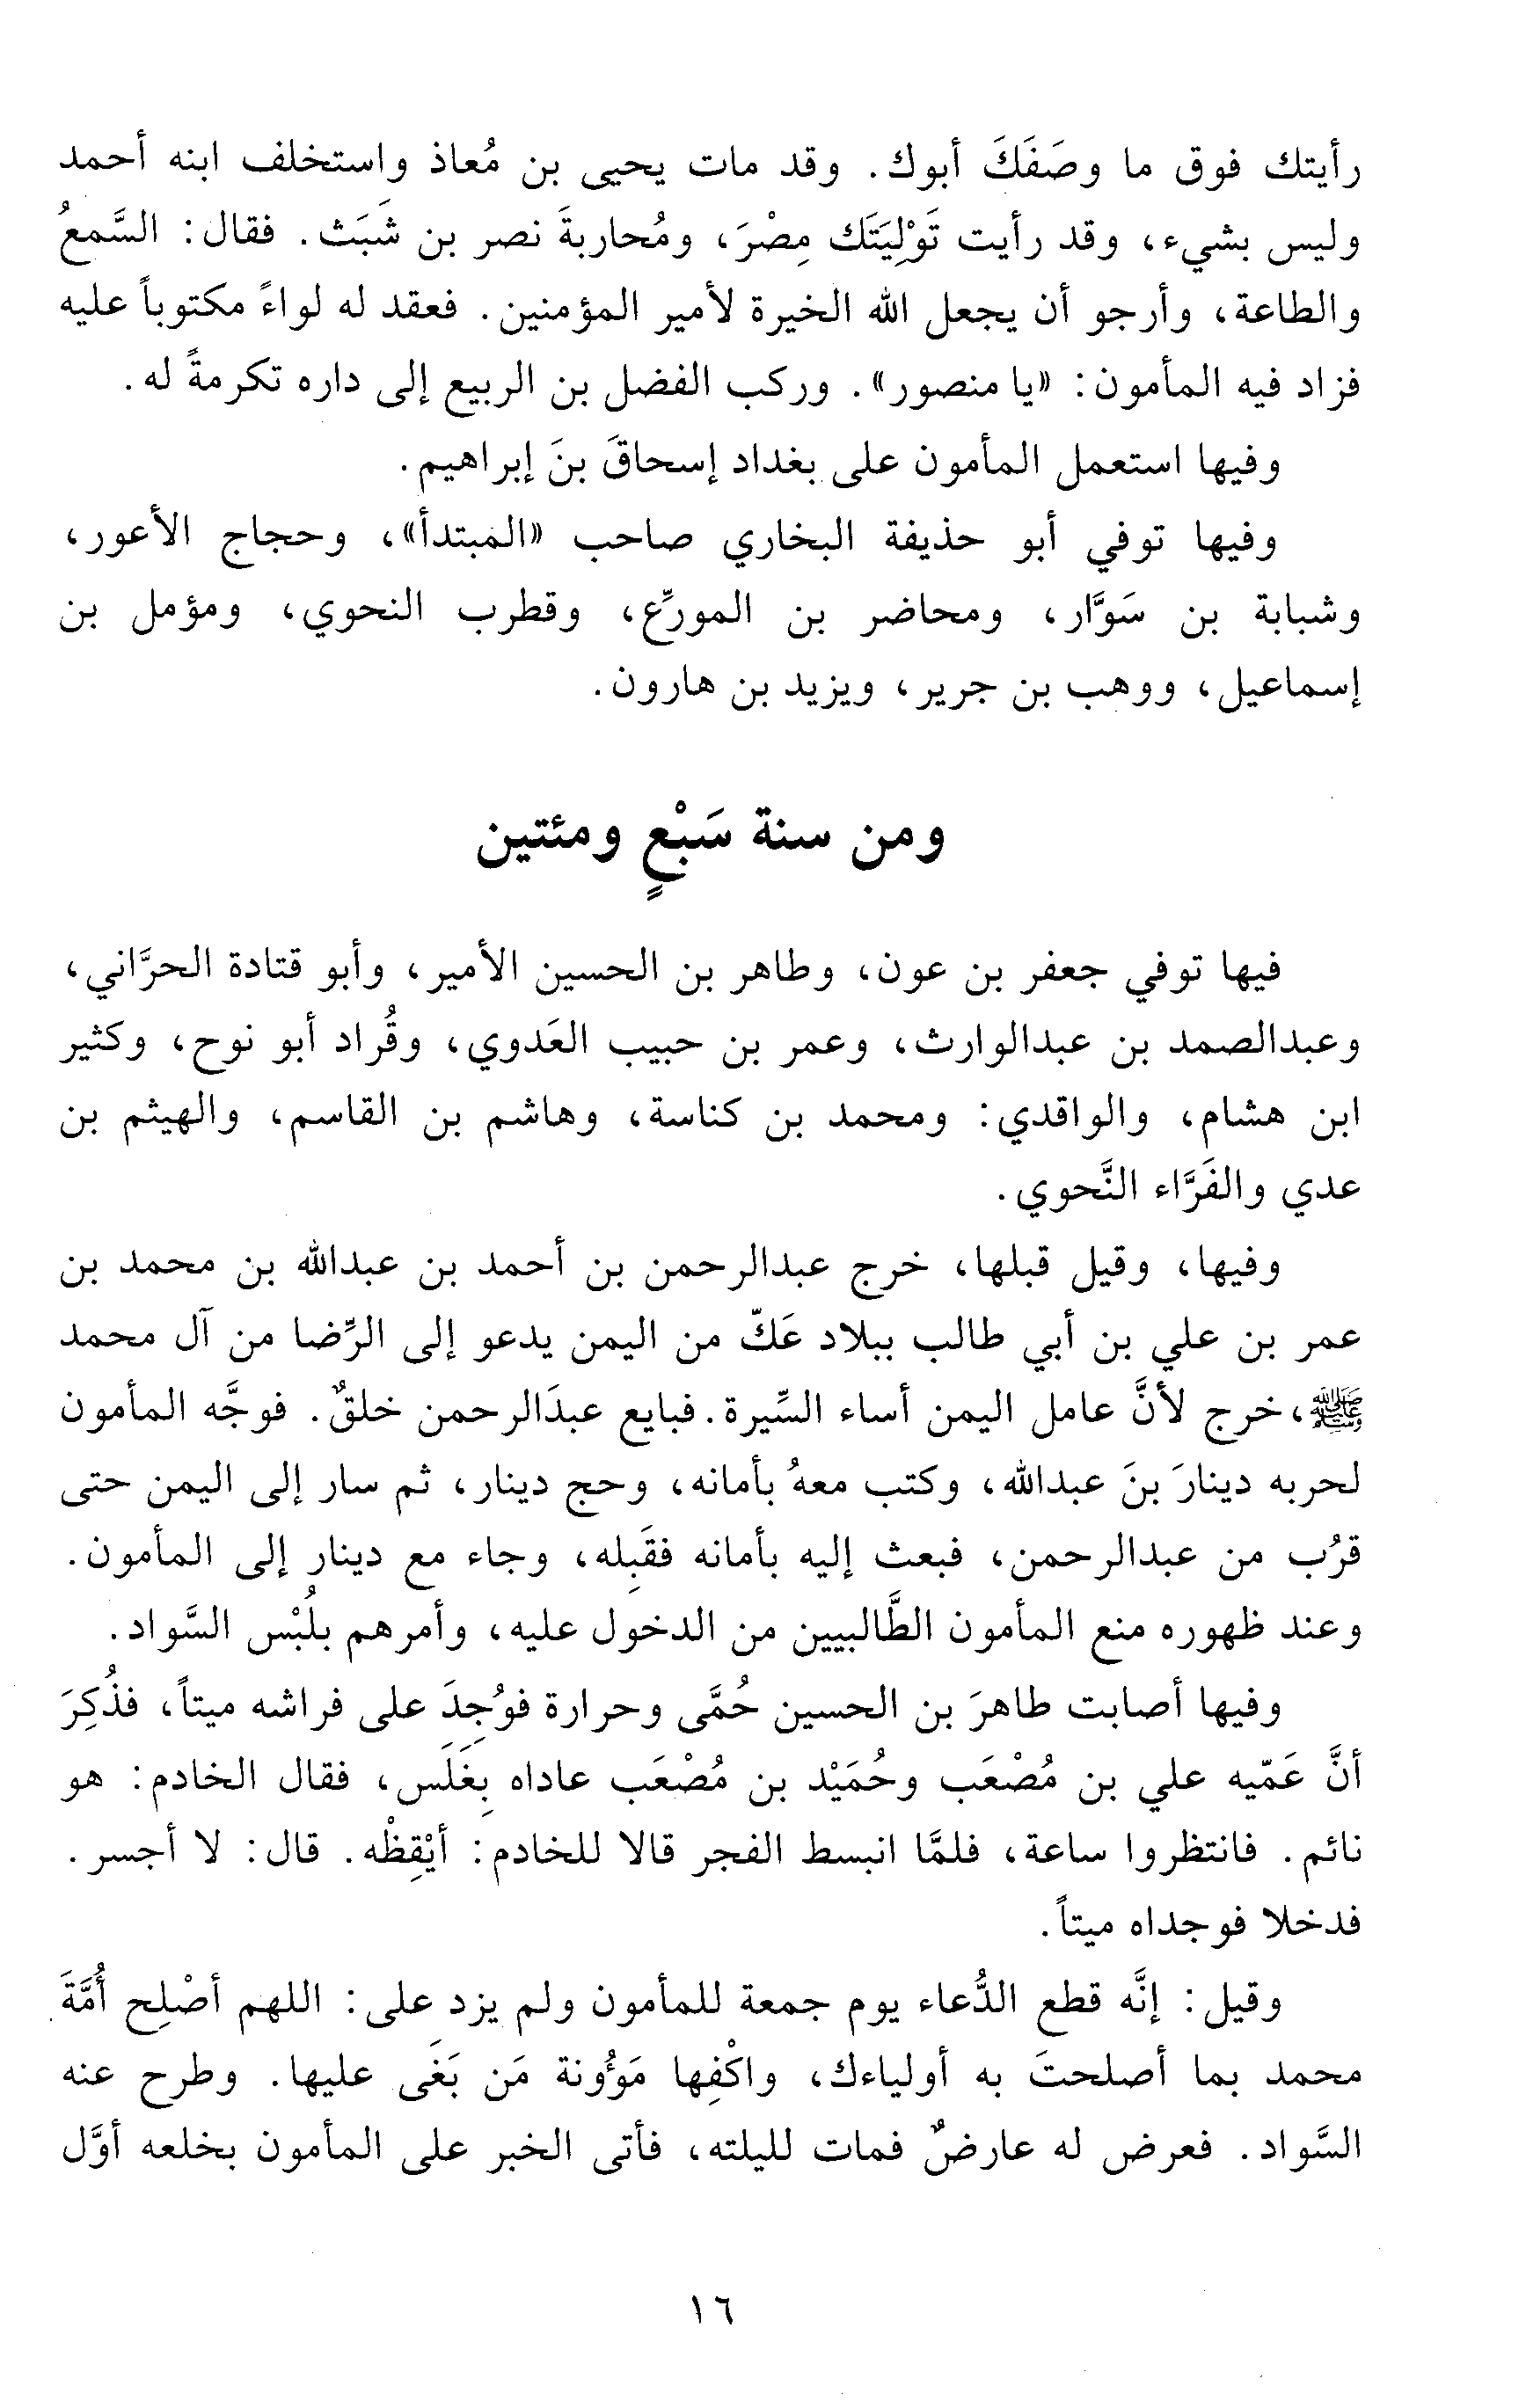 رأيتك فوق ما وصَفَكَ أبوك. وقد مات يحيى بن مُعاذ واستخلف ابنه أحمد
وليس بشيء، وقد رأيت تَوْلِيَتَك مِصْرَ، ومُحاربةَ نصر بن شَبَث. فقال: السَّمعُ
والطاعة، وأرجو أن يجعل الله الخيرة لأمير المؤمنين. فعقد له لواءً مكتوباً عليه
فزاد فيه المأمون: «يا منصور». وركب الفضل بن الربيع إلى داره تكرمةً له.
وفيها استعمل المأمون على بغداد إسحاقَ بنَ إبراهيم.
وفيها توفي أبو حذيفة البخاري صاحب «المبتدأ»، وحجاج الأعور،
وشبابة بن سَوَّار، ومحاضر بن المورِّع، وقطرب النحوي، ومؤمل بن
إسماعيل، ووهب بن جرير، ويزيد بن هارون.
ومن سنة سَبْعٍ ومئتين
فيها توفي جعفر بن عون، وطاهر بن الحسين الأمير، وأبو قتادة الحرَّاني،
وعبدالصمد بن عبدالوارث، وعمر بن حبيب العَدوي، وقُراد أبو نوح، وكثير
ابن هشام، والواقدي: ومحمد بن كناسة، وهاشم بن القاسم، والهيثم بن
عدي والفَرَّاء النَّحوي.
وفيها، وقيل قبلها، خرج عبدالرحمن بن أحمد بن عبدالله بن محمد بن
عمر بن علي بن أبي طالب ببلاد عَكّ من اليمن يدعو إلى الرِّضا من آل محمد
ﷺ، خرج لأنَّ عامل اليمن أساء السِّيرة. فبايع عبدَالرحمن خلقٌ. فوجَّه المأمون
لحربه دينارَ بنَ عبدالله، وكتب معهُ بأمانه، وحج دينار، ثم سار إلى اليمن حتى
قرُب من عبدالرحمن، فبعث إليه بأمانه فقَبِله، وجاء مع دينار إلى المأمون.
وعند ظهوره منع المأمون الطَّالبيين من الدخول عليه، وأمرهم بلُبْس السَّواد.
وفيها أصابت طاهرَ بن الحسين حُمَّى وحرارة فوُجِدَ على فراشه ميتاً، فذُكِرَ
أنَّ عَمّيه علي بن مُصْعَب وحُمَيْد بن مُصْعَب عاداه بِغَلَس، فقال الخادم: هو
نائم. فانتظروا ساعة، فلمَّا انبسط الفجر قالا للخادم: أيْقِظْه. قال: لا أجسر.
فدخلا فوجداه ميتاً.
وقيل: إنَّه قطع الدُّعاء يوم جمعة للمأمون ولم يزد على: اللهم أصْلِح أُمَّةَ
محمد بما أصلحتَ به أولياءك، واكْفِها مَؤُونة مَن بَغَى عليها. وطرح عنه
السَّواد. فعرض له عارضٌ فمات لليلته، فأتى الخبر على المأمون بخلعه أوَّل
١٦